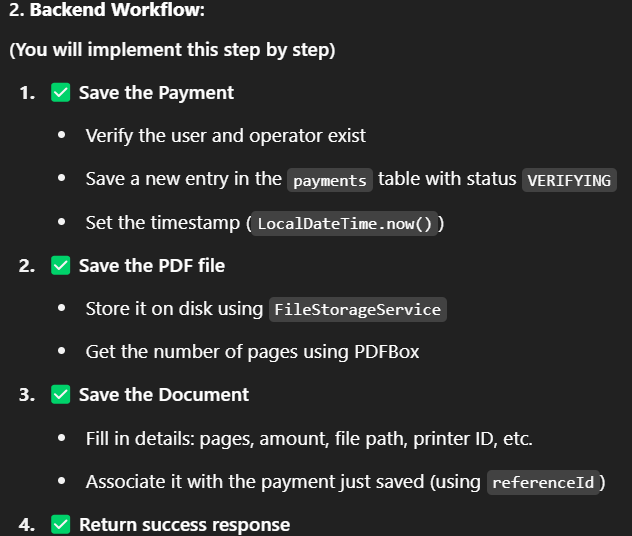 2. Backend Workflow:
(You will implement this step by step)
1. ✅ Save the Payment
• Verify the user and operator exist
• Save a new entry in the payments table with status VERIFYING
• Set the timestamp (LocalDateTime.now())
2. ✅ Save the PDF file
• Store it on disk using FileStorageService
• Get the number of pages using PDFBox
3. ✅ Save the Document
• Fill in details: pages, amount, file path, printer ID, etc.
• Associate it with the payment just saved (using referenceId)
4. ✅ Return success response